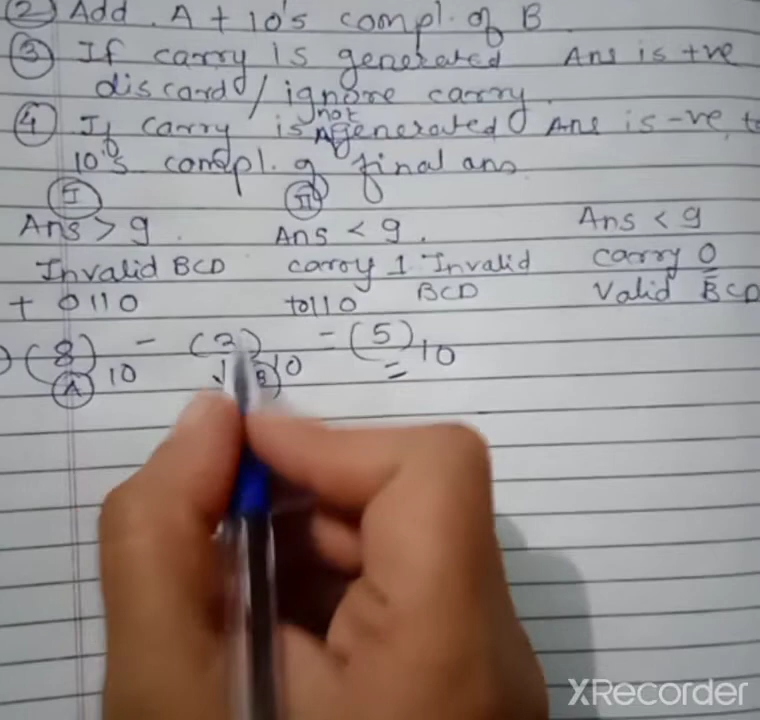 ② Add A + 10's compl. of B
③ If carry is generated Ans is +ve
discard / ignore carry.
④ If carry is not generated Ans is -ve, t
10's compl. of final ans
Ⓘ Ⓘ Ⓘ
Ans > 9. Ans < 9. Ans < 9
Invalid BCD carry 1 Invalid BCD carry 0
+ 0110 + 0110 Valid BCD
(8)10 - (3)10 = (5)10
A B
XRecorder